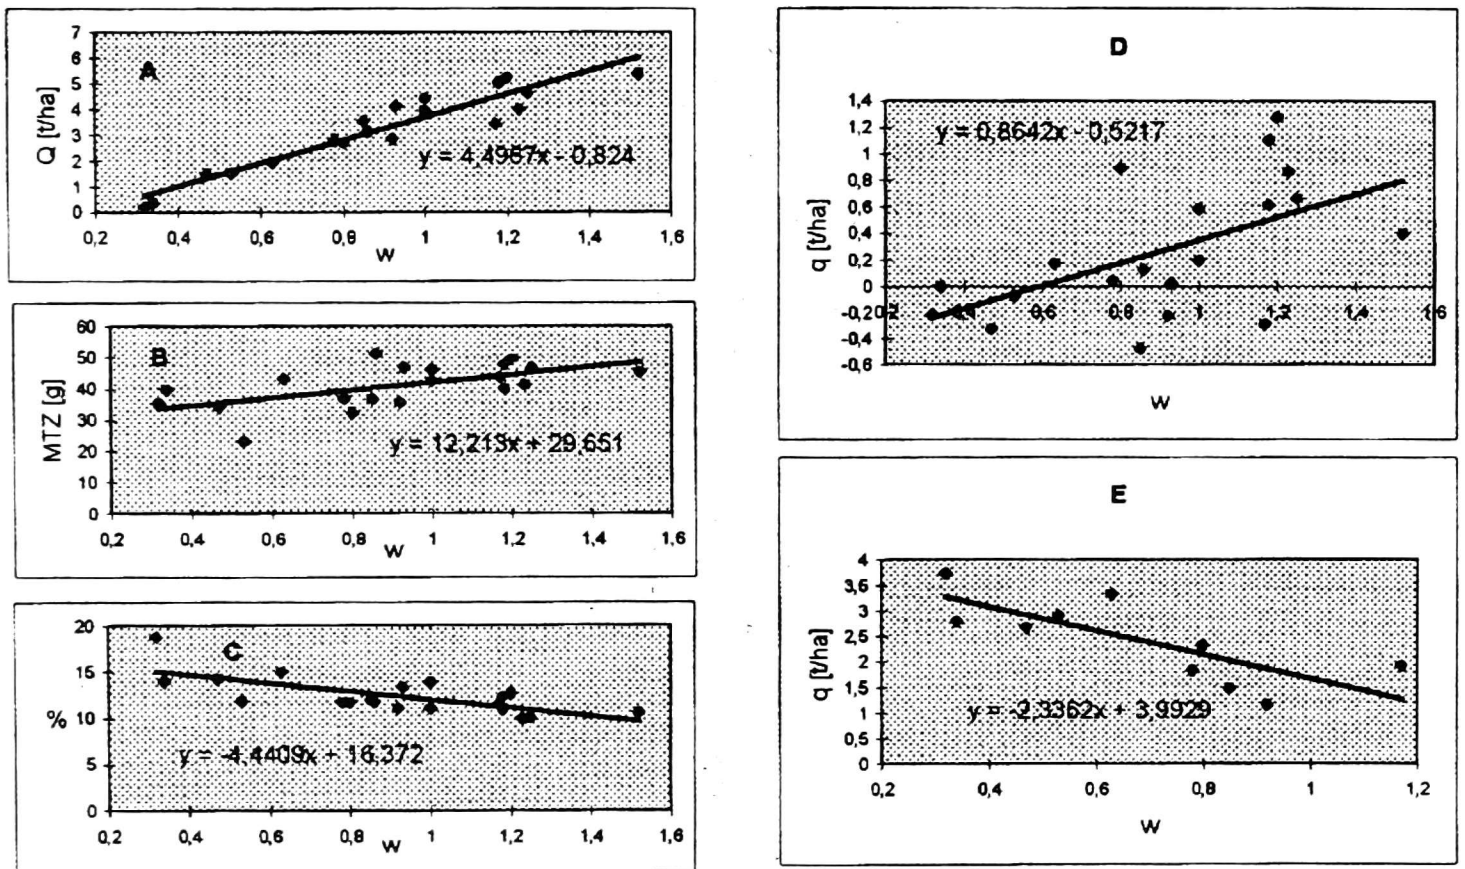 A
7
6
5
4
3
2
1
0
Q [t/ha]
y = 4,4987x - 0,824
0,2 0,4 0,6 0,8 1 1,2 1,4 1,6
w
B
60
50
40
30
20
10
0
MTZ [g]
y = 12,213x + 29,651
0,2 0,4 0,6 0,8 1 1,2 1,4 1,6
w
C
20
15
10
5
0
%
y = -4,4409x + 16,372
0,2 0,4 0,6 0,8 1 1,2 1,4 1,6
w
D
1,4
1,2
1
0,8
0,6
0,4
0,2
0
-0,2
-0,4
-0,6
q [t/ha]
y = 0,8642x - 0,5217
0,6 0,8 1 1,2 1,4 1,6
w
E
4
3,5
3
2,5
2
1,5
1
0,5
0
q [t/ha]
y = -2,3362x + 3,9929
0,2 0,4 0,6 0,8 1 1,2
w